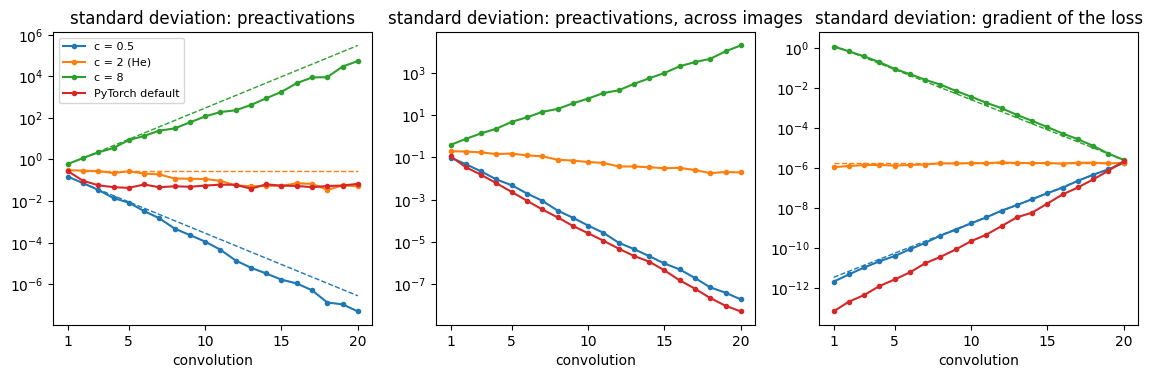 standard deviation: preactivations
10^6
10^4
10^2
10^0
10^-2
10^-4
10^-6
c = 0.5
c = 2 (He)
c = 8
PyTorch default
1 5 10 15 20
convolution
standard deviation: preactivations, across images
10^3
10^1
10^-1
10^-3
10^-5
10^-7
1 5 10 15 20
convolution
standard deviation: gradient of the loss
10^0
10^-2
10^-4
10^-6
10^-8
10^-10
10^-12
1 5 10 15 20
convolution